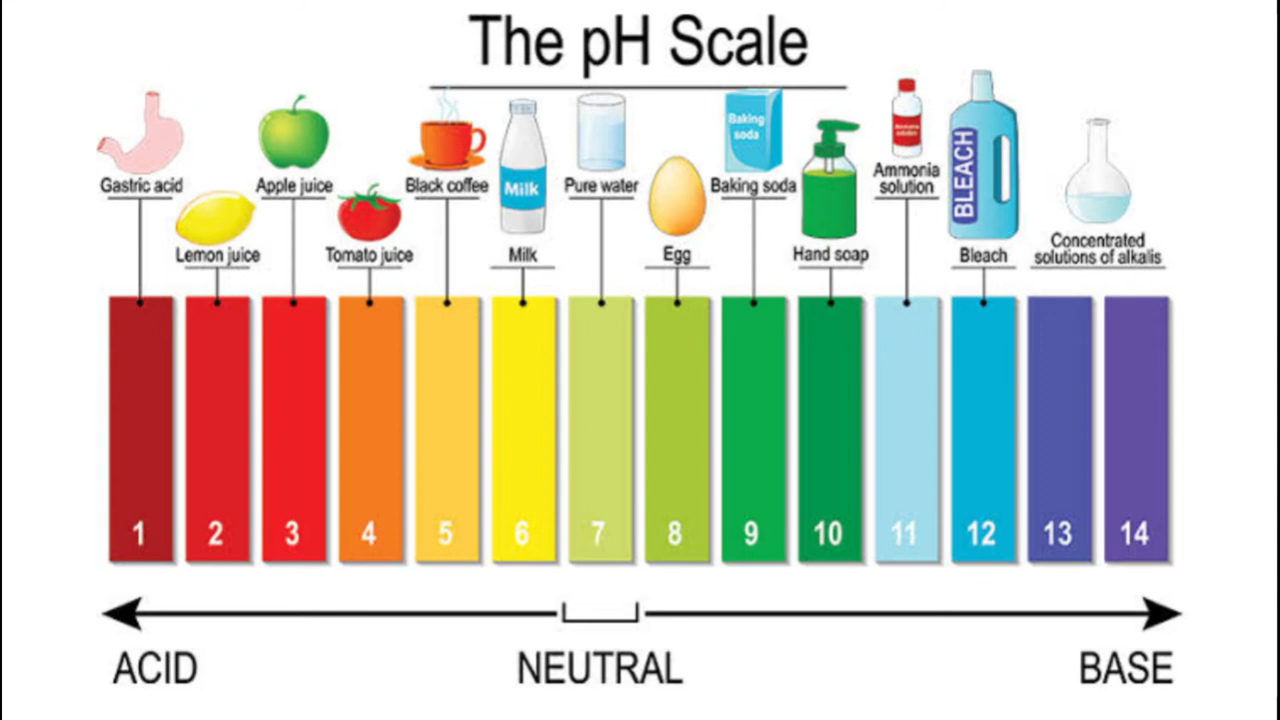 The pH Scale
Gastric acid
Apple juice
Black coffee
Milk
Pure water
Baking
soda
Baking soda
Ammonia
solution
Ammonia
solution
BLEACH
Lemon juice
Tomato juice
Milk
Egg
Hand soap
Bleach
Concentrated
solutions of alkalis
1 2 3 4 5 6 7 8 9 10 11 12 13 14
ACID NEUTRAL BASE